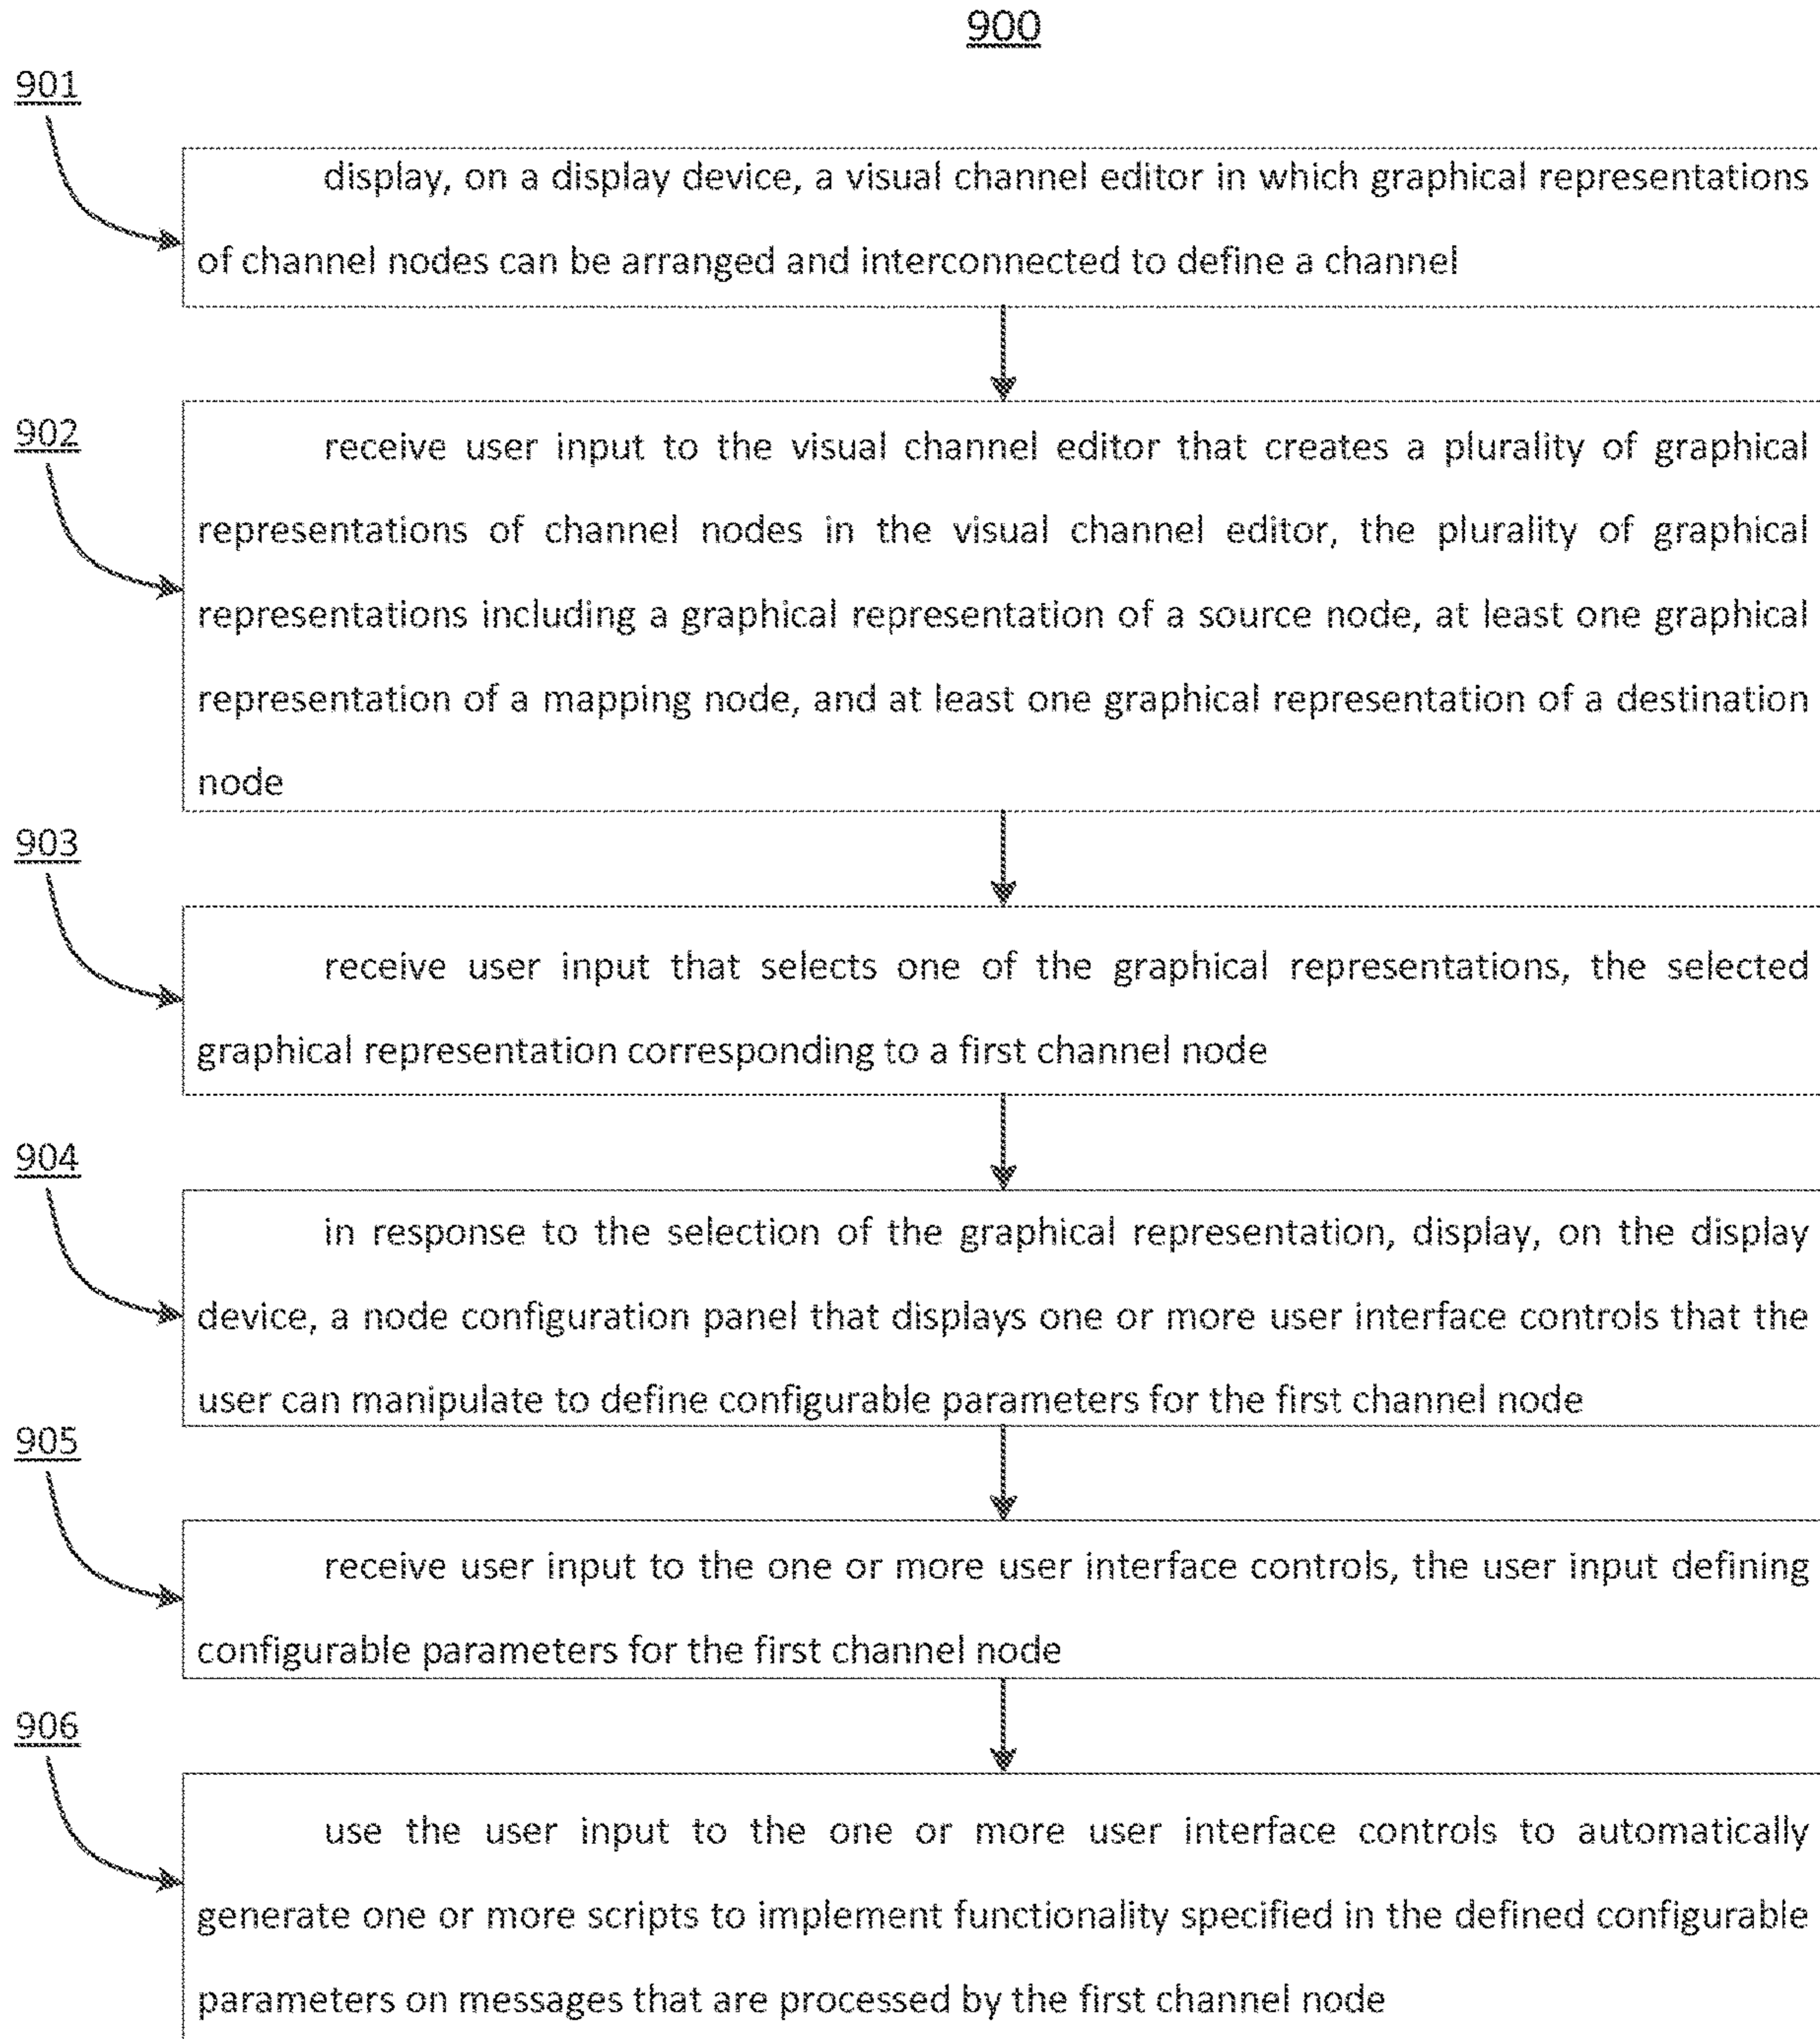 900
901
display, on a display device, a visual channel editor in which graphical representations
of channel nodes can be arranged and interconnected to define a channel
902
receive user input to the visual channel editor that creates a plurality of graphical
representations of channel nodes in the visual channel editor, the plurality of graphical
representations including a graphical representation of a source node, at least one graphical
representation of a mapping node, and at least one graphical representation of a destination
node
903
receive user input that selects one of the graphical representations, the selected
graphical representation corresponding to a first channel node
904
in response to the selection of the graphical representation, display, on the display
device, a node configuration panel that displays one or more user interface controls that the
user can manipulate to define configurable parameters for the first channel node
905
receive user input to the one or more user interface controls, the user input defining
configurable parameters for the first channel node
906
use the user input to the one or more user interface controls to automatically
generate one or more scripts to implement functionality specified in the defined configurable
parameters on messages that are processed by the first channel node